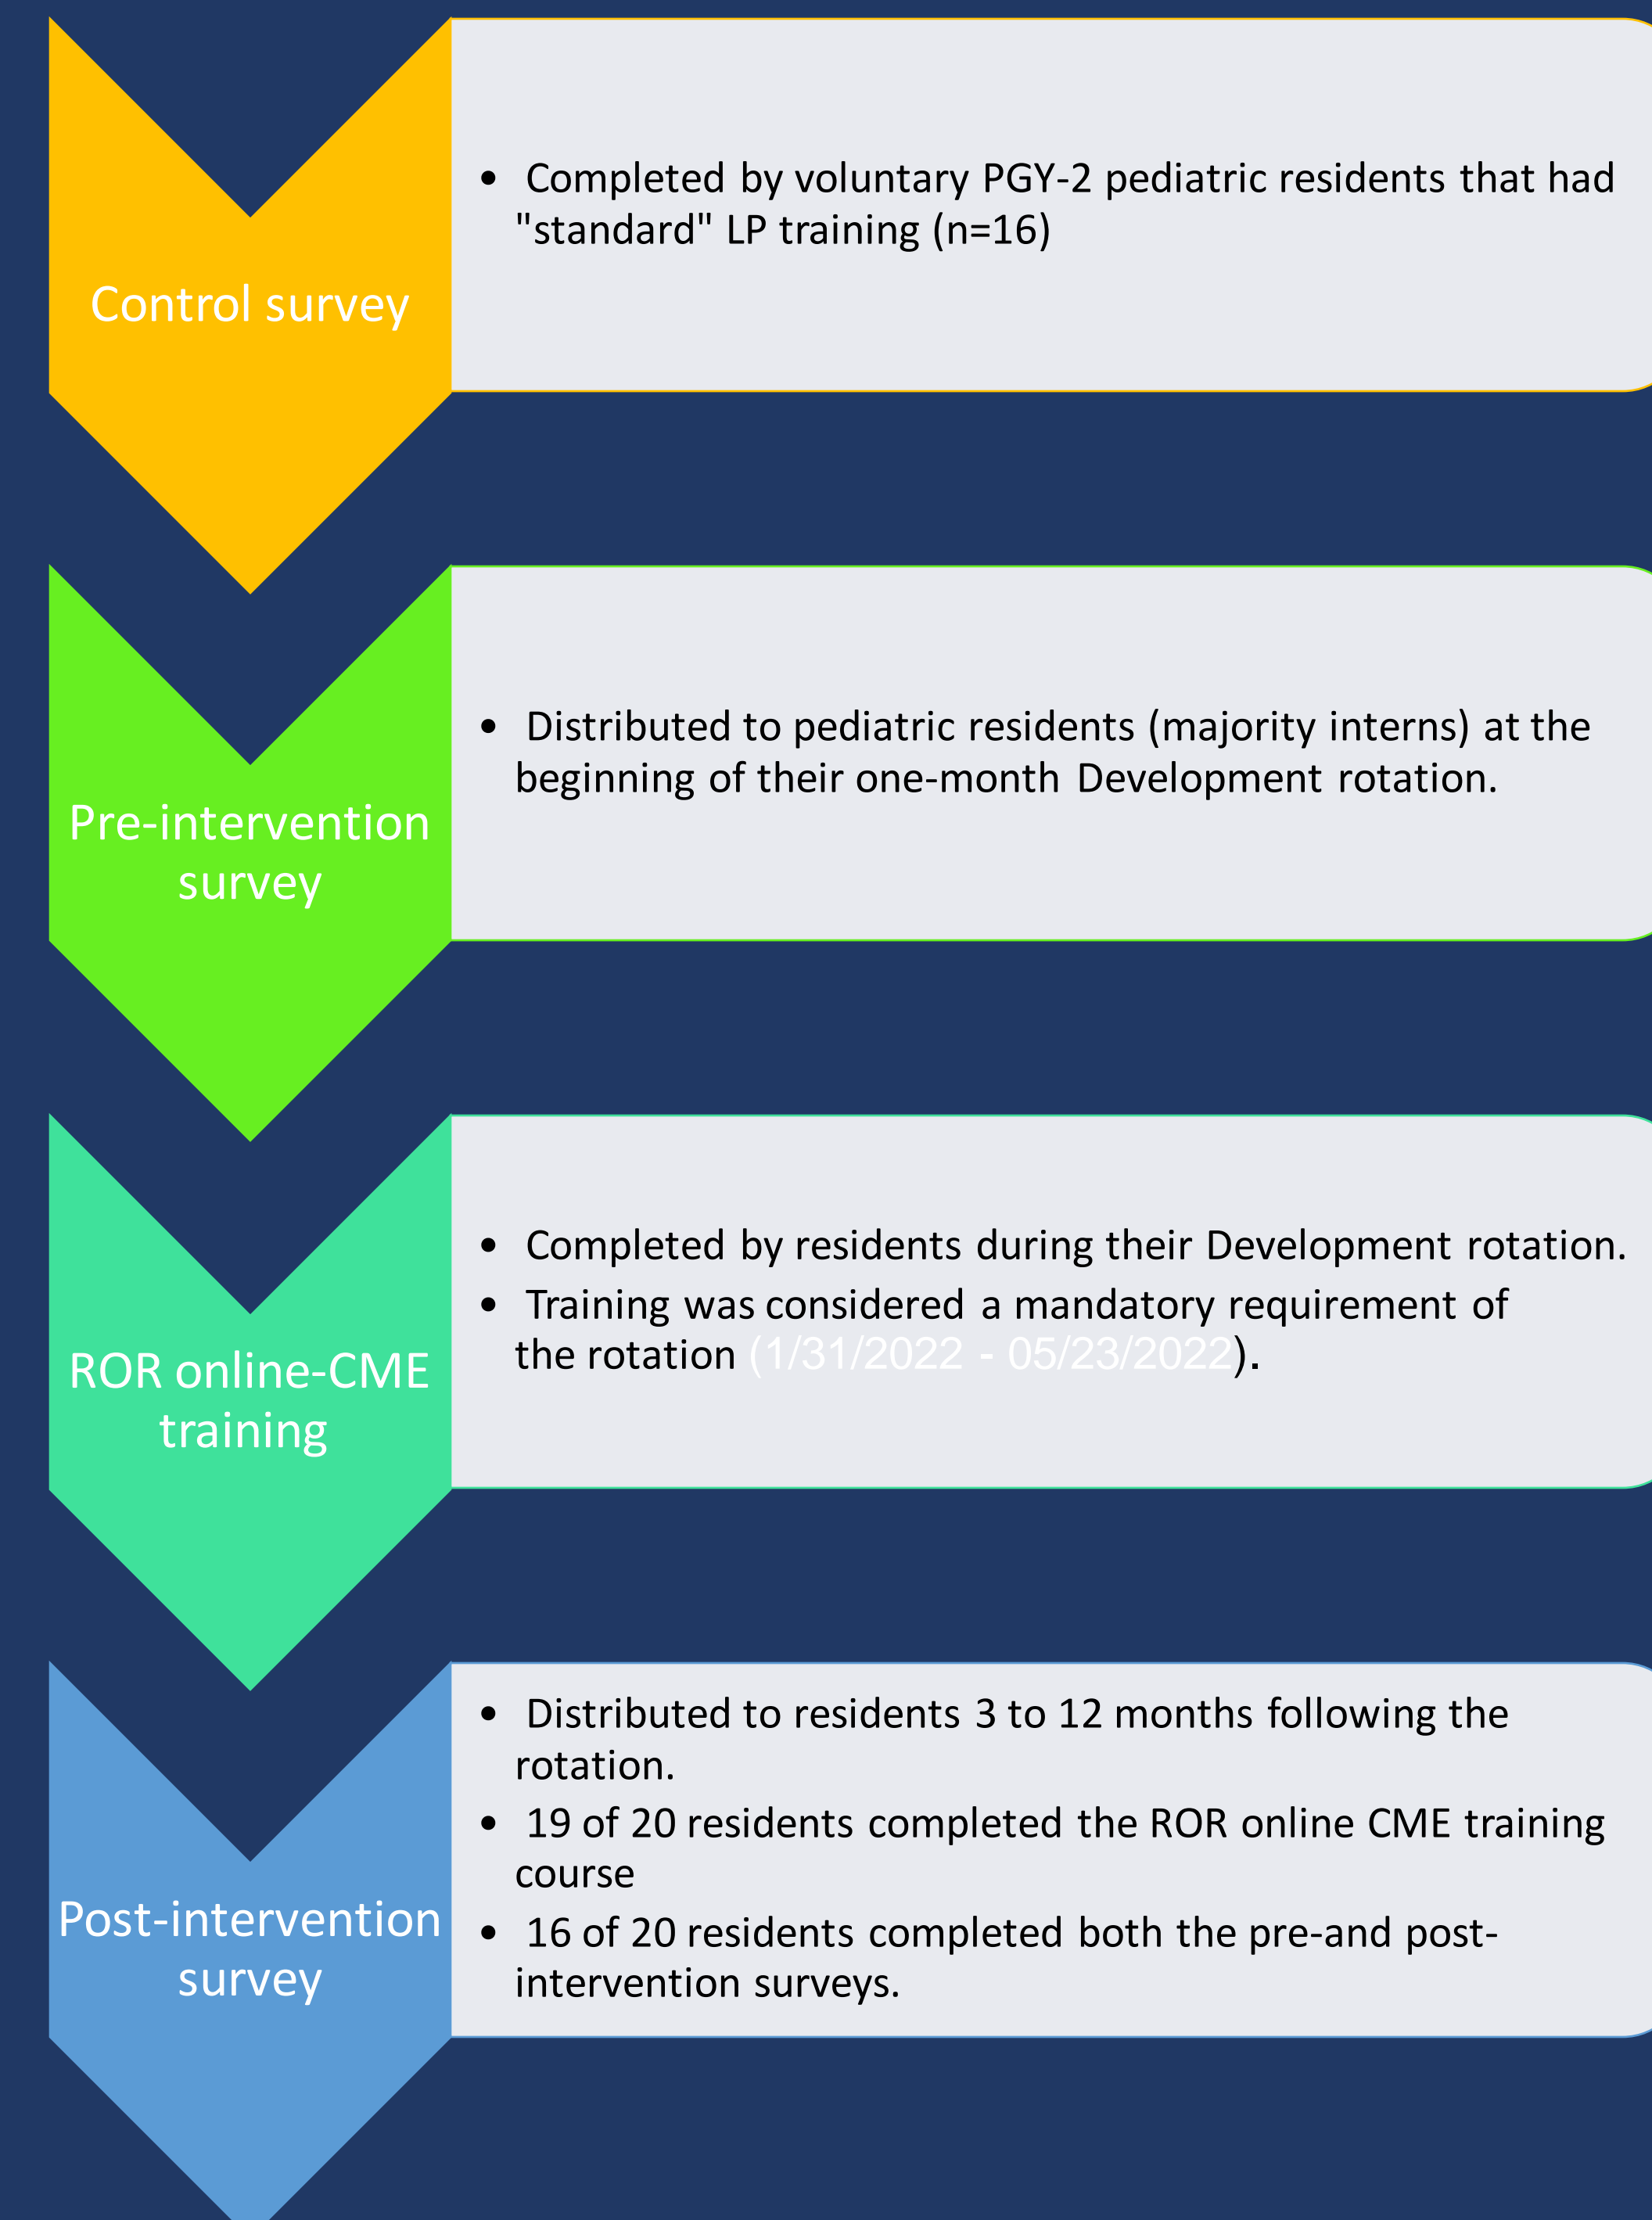 Control survey
• Completed by voluntary PGY-2 pediatric residents that had
"standard" LP training (n=16)
Pre-intervention
survey
• Distributed to pediatric residents (majority interns) at the
beginning of their one-month Development rotation.
ROR online-CME
training
• Completed by residents during their Development rotation.
• Training was considered a mandatory requirement of
the rotation (1/31/2022 - 05/23/2022).
Post-intervention
survey
• Distributed to residents 3 to 12 months following the
rotation.
• 19 of 20 residents completed the ROR online CME training
course
• 16 of 20 residents completed both the pre-and post-
intervention surveys.